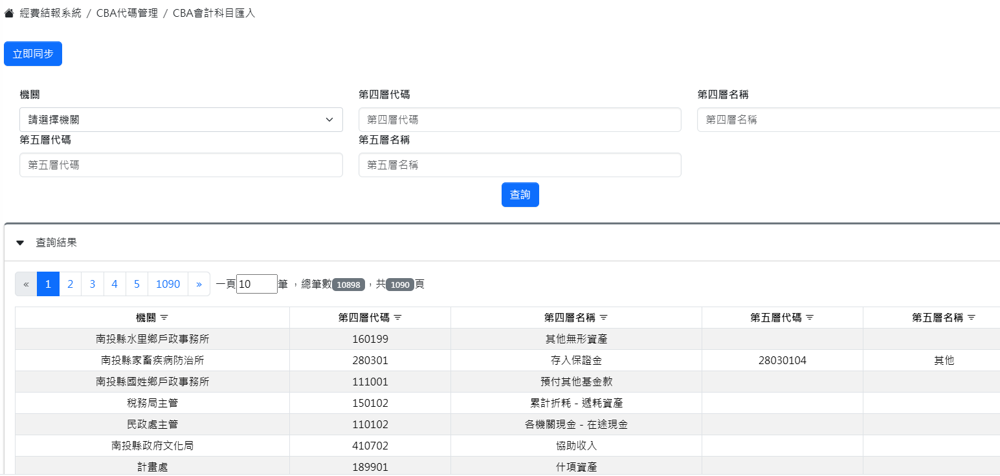 經費結報系統 / CBA代碼管理 / CBA會計科目匯入
立即同步
機關 第四層代碼 第四層名稱
請選擇機關 第四層代碼 第四層名稱
第五層代碼 第五層名稱
第五層代碼 第五層名稱
查詢
查詢結果
« 1 2 3 4 5 1090 » 一頁10筆 ，總筆數10898，共1090頁
機關 第四層代碼 第四層名稱 第五層代碼 第五層名稱
南投縣水里鄉戶政事務所 160199 其他無形資產
南投縣家畜疾病防治所 280301 存入保證金 28030104 其他
南投縣國姓鄉戶政事務所 111001 預付其他基金款
稅務局主管 150102 累計折耗－遞耗資產
民政處主管 110102 各機關現金－在途現金
南投縣政府文化局 410702 協助收入
計畫處 189901 什項資產